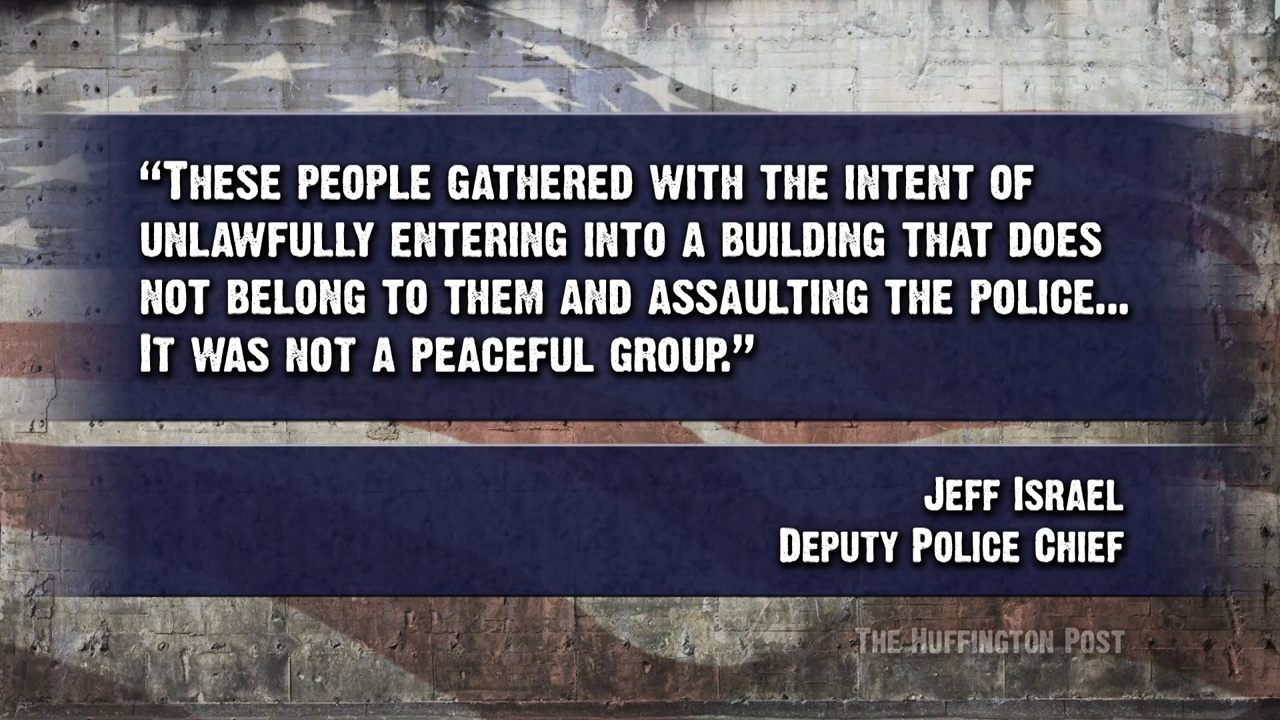 “These people gathered with the intent of
unlawfully entering into a building that does
not belong to them and assaulting the police...
It was not a peaceful group.”
Jeff Israel
Deputy Police Chief
The Huffington Post